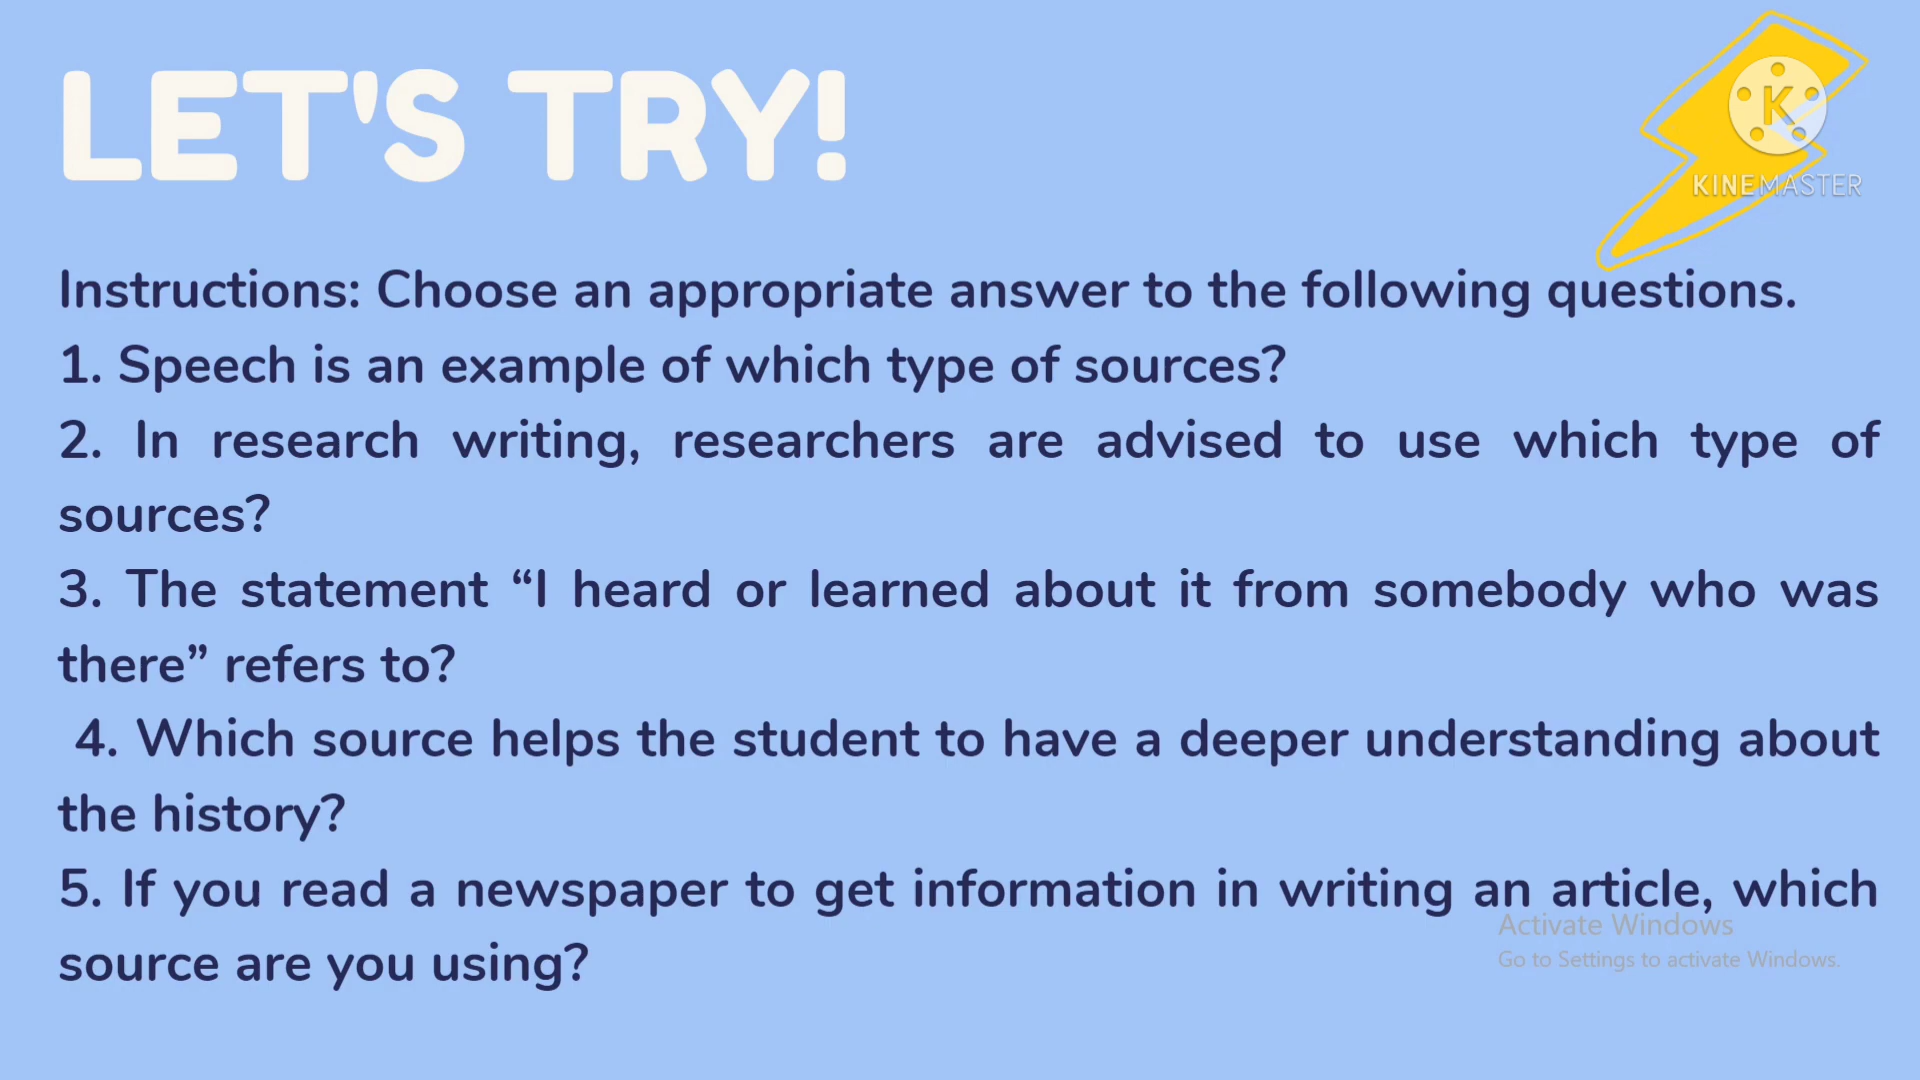 LET'S TRY!
K
KINEMASTER
Instructions: Choose an appropriate answer to the following questions.
1. Speech is an example of which type of sources?
2. In research writing, researchers are advised to use which type of
sources?
3. The statement “I heard or learned about it from somebody who was
there” refers to?
4. Which source helps the student to have a deeper understanding about
the history?
5. If you read a newspaper to get information in writing an article, which
source are you using?
Activate Windows
Go to Settings to activate Windows.